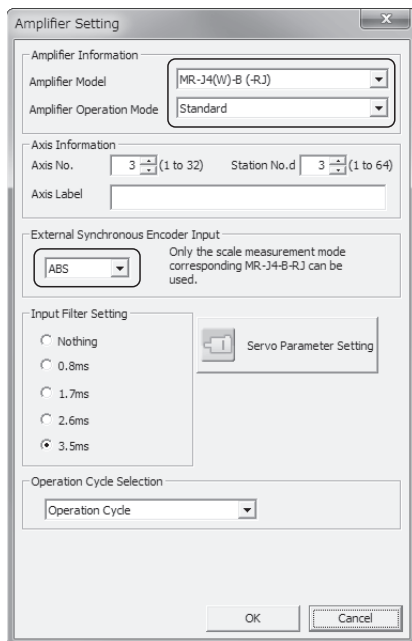 Amplifier Setting
x
Amplifier Information
Amplifier Model
MR-J4(W)-B (-RJ)
Amplifier Operation Mode
Standard
Axis Information
Axis No. 3 (1 to 32) Station No.d 3 (1 to 64)
Axis Label
External Synchronous Encoder Input
ABS
Only the scale measurement mode
corresponding MR-J4-B-RJ can be
used.
Input Filter Setting
Nothing
0.8ms
1.7ms
2.6ms
3.5ms
Servo Parameter Setting
Operation Cycle Selection
Operation Cycle
OK
Cancel